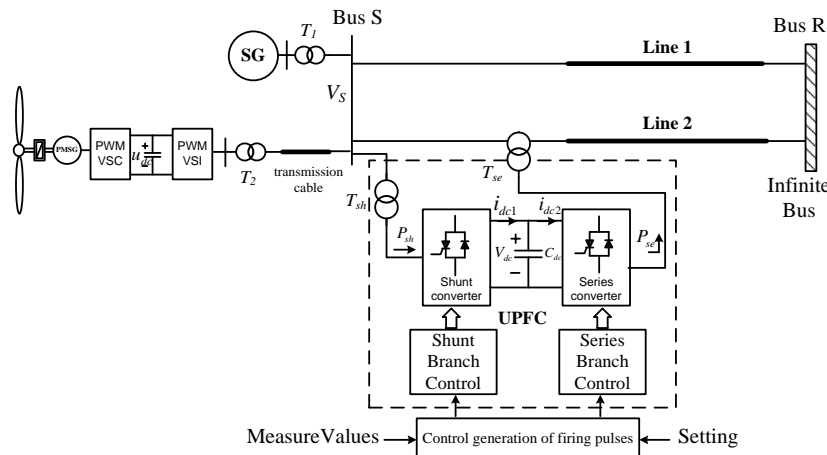 Bus S
Bus R
T1
SG
Line 1
VS
PMSG
PWM
VSC
+
udc
−
PWM
VSI
T2
transmission
cable
Line 2
Tse
Infinite
Bus
Tsh
idc1
idc2
Psh
Pse
+
Vdc
−
Cdc
Shunt
converter
Series
converter
UPFC
Shunt
Branch
Control
Series
Branch
Control
MeasureValues
Control generation of firing pulses
Setting